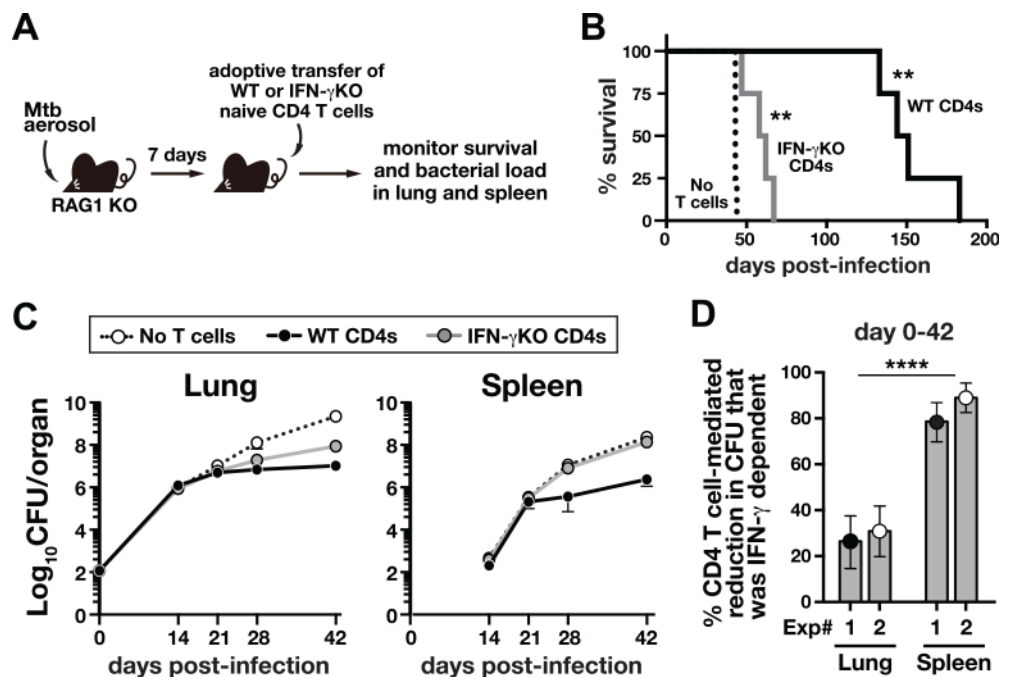 A
Mtb
aerosol
RAG1 KO
7 days
adoptive transfer of
WT or IFN-γKO
naive CD4 T cells
monitor survival
and bacterial load
in lung and spleen
B
% survival
100
75
50
25
0
**
WT CD4s
**
IFN-γKO
CD4s
No
T cells
0 50 100 150 200
days post-infection
C
No T cells WT CD4s IFN-γKO CD4s
Lung
Log10CFU/organ
10
8
6
4
2
0
0 14 21 28 42
days post-infection
Spleen
10
8
6
4
2
0
0 14 21 28 42
days post-infection
D
day 0-42
% CD4 T cell-mediated
reduction in CFU that
was IFN-γ dependent
100
80
60
40
20
0
****
Exp# 1 2 1 2
Lung Spleen